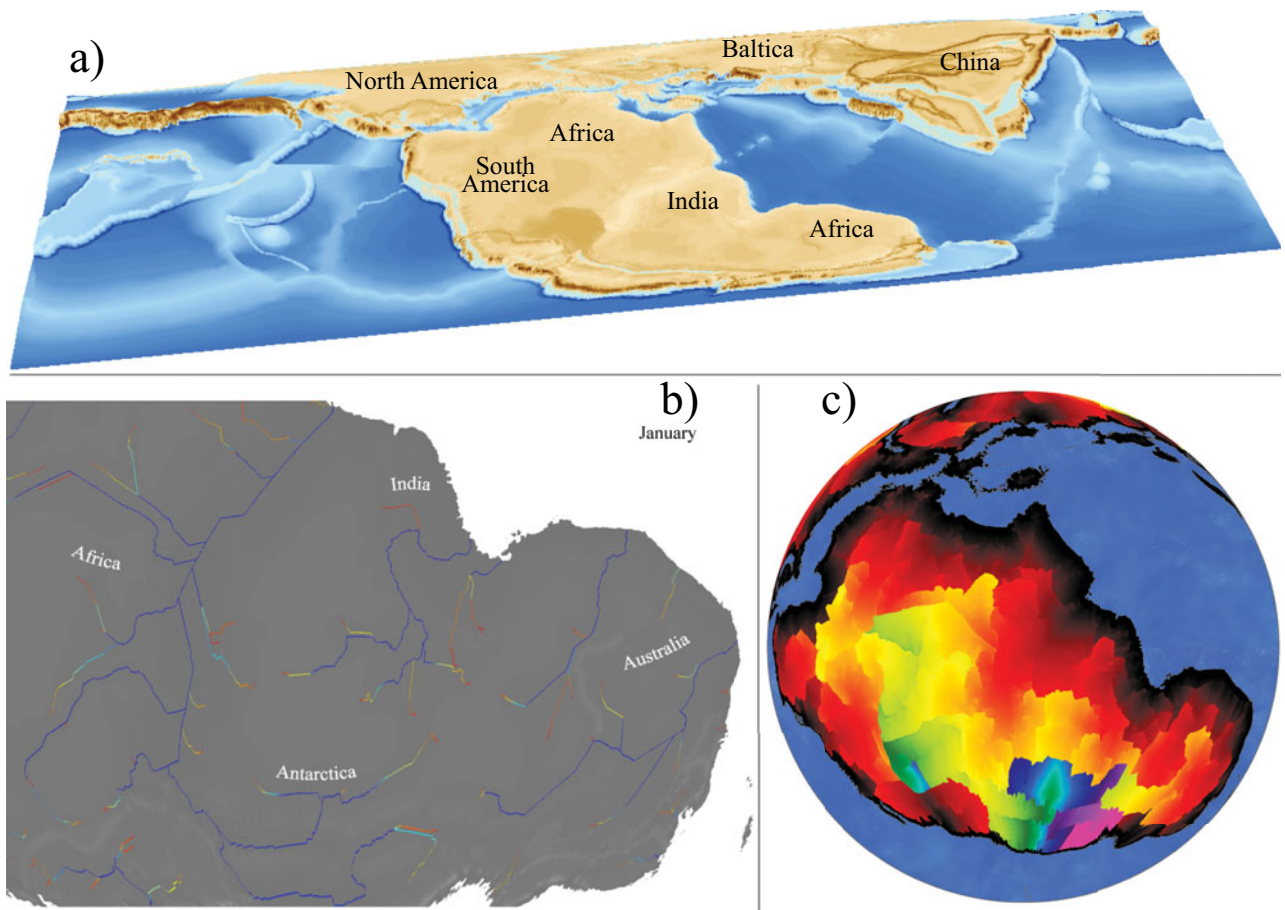 a)
North America
Baltica
China
Africa
South
America
India
Africa
b)
January
India
Africa
Australia
Antarctica
c)